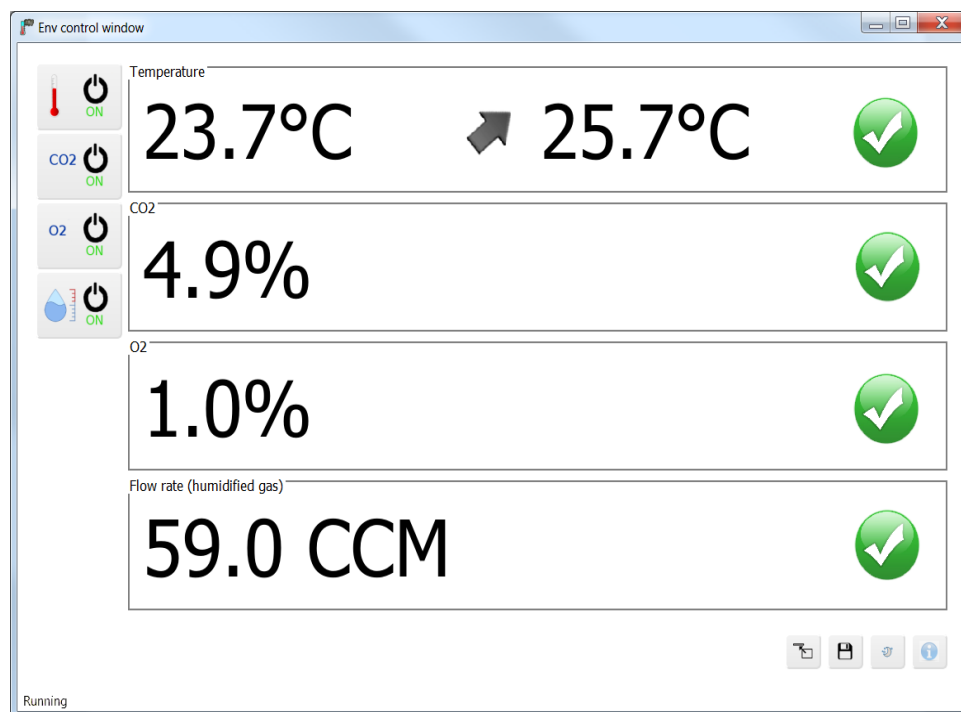 Env control window
Temperature
ON
23.7°C 25.7°C
CO2
CO2 ON
4.9%
O2 ON
O2
ON
1.0%
Flow rate (humidified gas)
59.0 CCM
Running